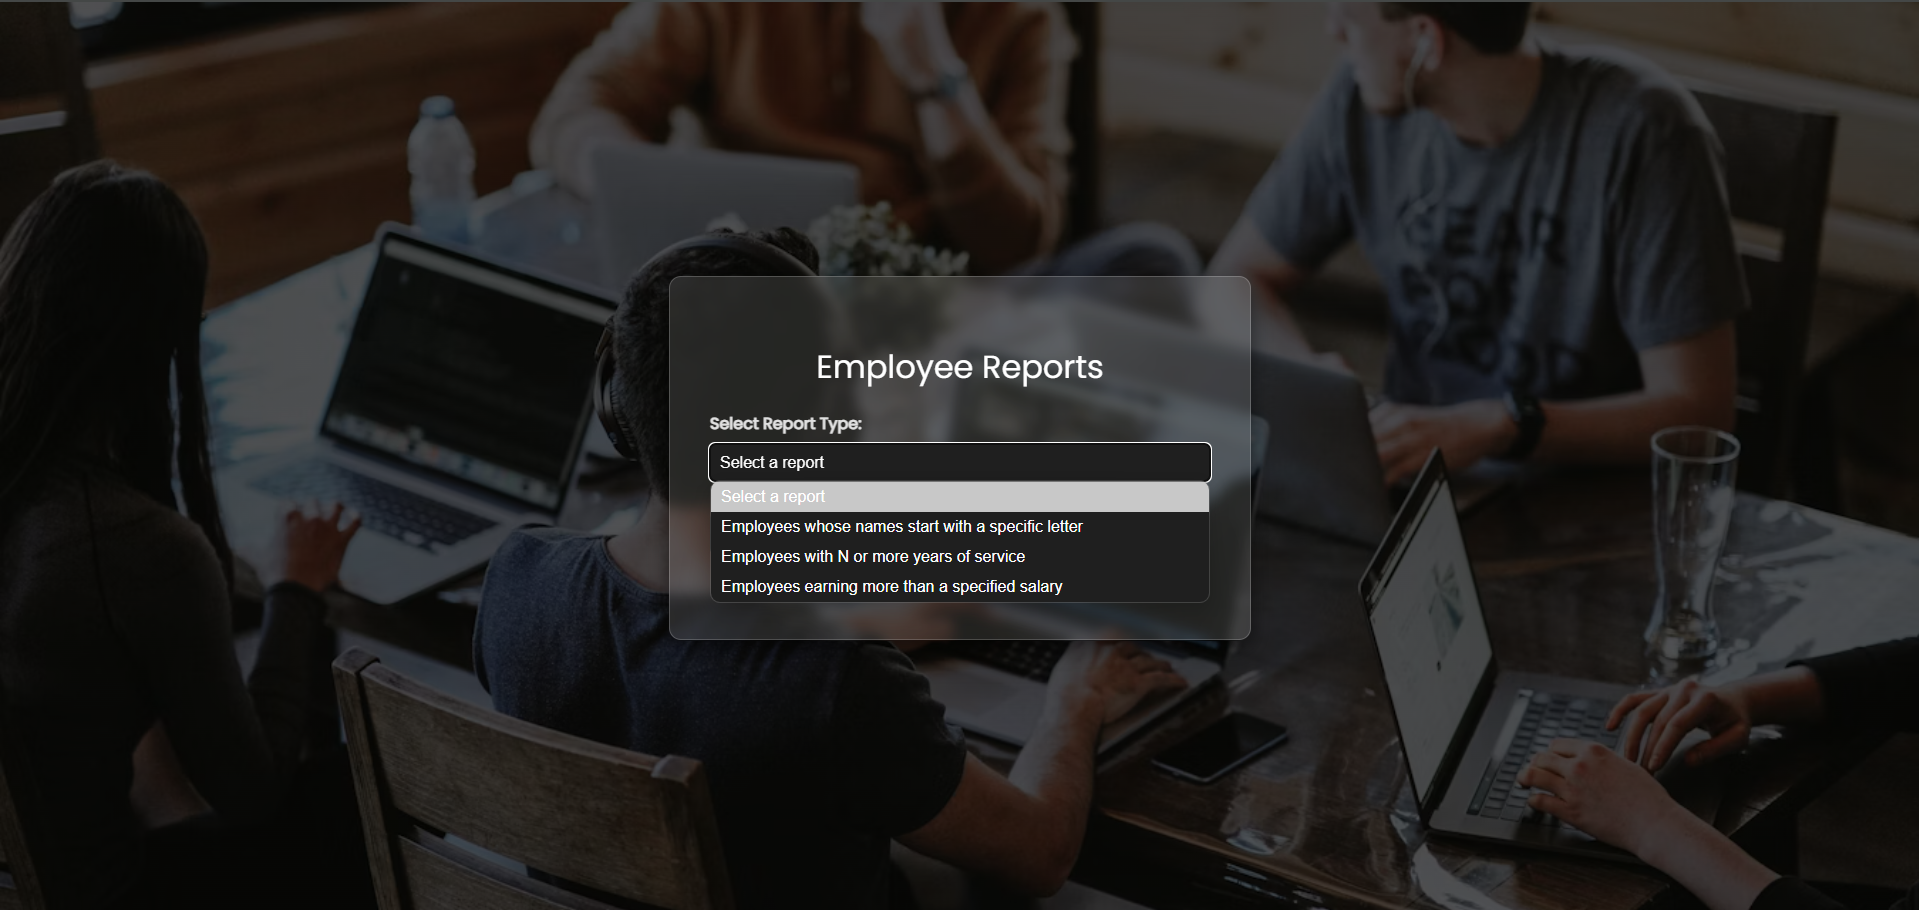 Employee Reports
Select Report Type:
Select a report
Select a report
Employees whose names start with a specific letter
Employees with N or more years of service
Employees earning more than a specified salary